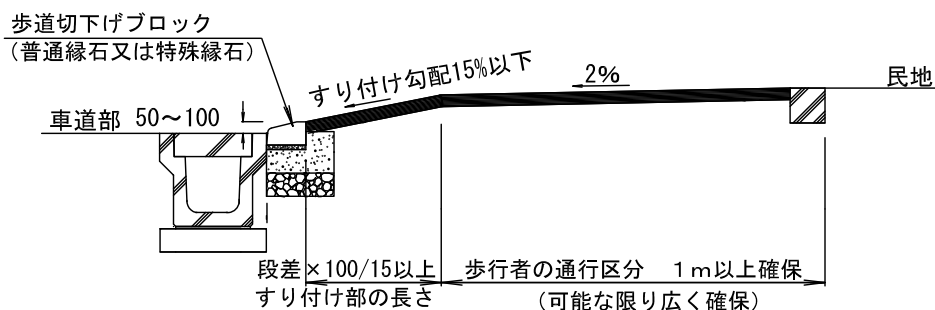 歩道切下げブロック
(普通縁石又は特殊縁石)
すり付け勾配15%以下
2%
民地
車道部 50~100
段差×100/15以上
歩行者の通行区分 1m以上確保
すり付け部の長さ
(可能な限り広く確保)